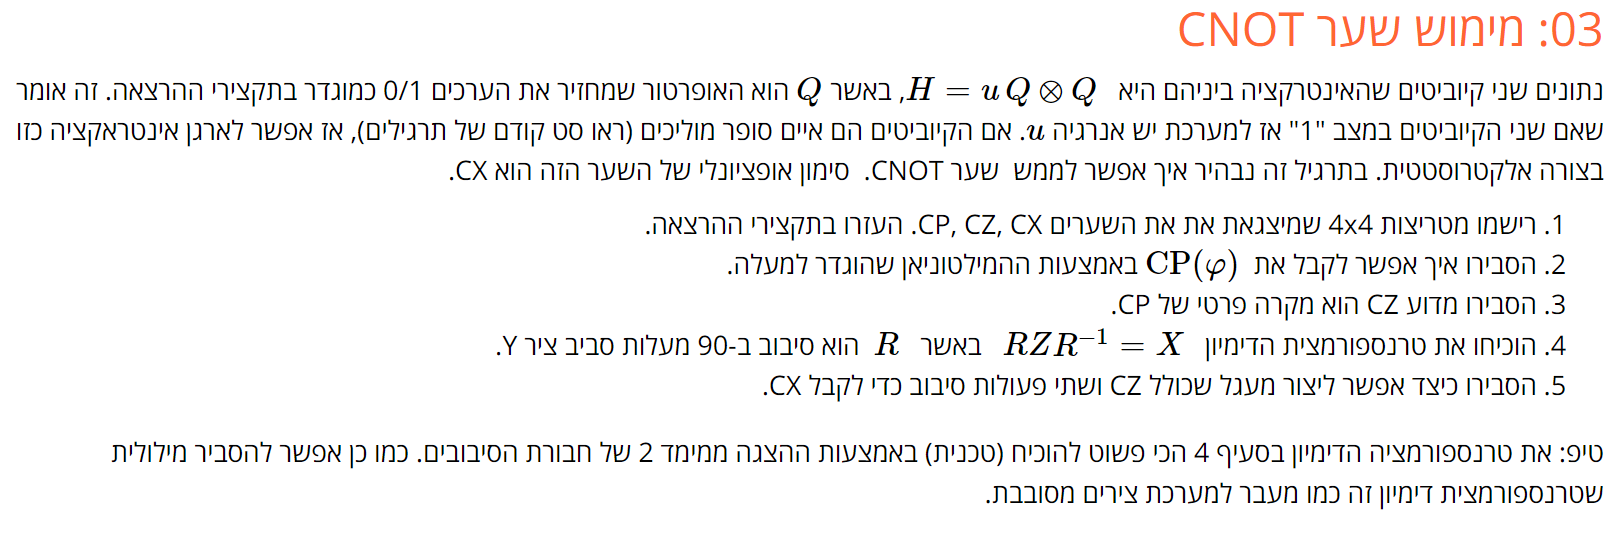 03: מימוש שער CNOT
נתונים שני קיוביטים שהאינטרקציה ביניהם היא H = u Q ⊗ Q, באשר Q הוא האופרטור שמחזיר את הערכים 0/1 כמוגדר בתקצירי ההרצאה. זה אומר
שאם שני הקיוביטים במצב "1" אז למערכת יש אנרגיה u. אם הקיוביטים הם איים סופר מוליכים (ראו סט קודם של תרגילים), אז אפשר לארגן אינטראקציה כזו
בצורה אלקטרוסטטית. בתרגיל זה נבהיר איך אפשר לממש שער CNOT. סימון אופציונלי של השער הזה הוא CX.
1. רישמו מטריצות 4x4 שמיצגאת את את השערים CP, CZ, CX. העזרו בתקצירי ההרצאה.
2. הסבירו איך אפשר לקבל את CP(φ) באמצעות ההמילטוניאן שהוגדר למעלה.
3. הסבירו מדוע CZ הוא מקרה פרטי של CP.
4. הוכיחו את טרנספורמצית הדימיון RZR⁻¹ = X באשר R הוא סיבוב ב-90 מעלות סביב ציר Y.
5. הסבירו כיצד אפשר ליצור מעגל שכולל CZ ושתי פעולות סיבוב כדי לקבל CX.
טיפ: את טרנספורמציה הדימיון בסעיף 4 הכי פשוט להוכיח (טכנית) באמצעות ההצגה ממימד 2 של חבורת הסיבובים. כמו כן אפשר להסביר מילולית
שטרנספורמצית דימיון זה כמו מעבר למערכת צירים מסובבת.